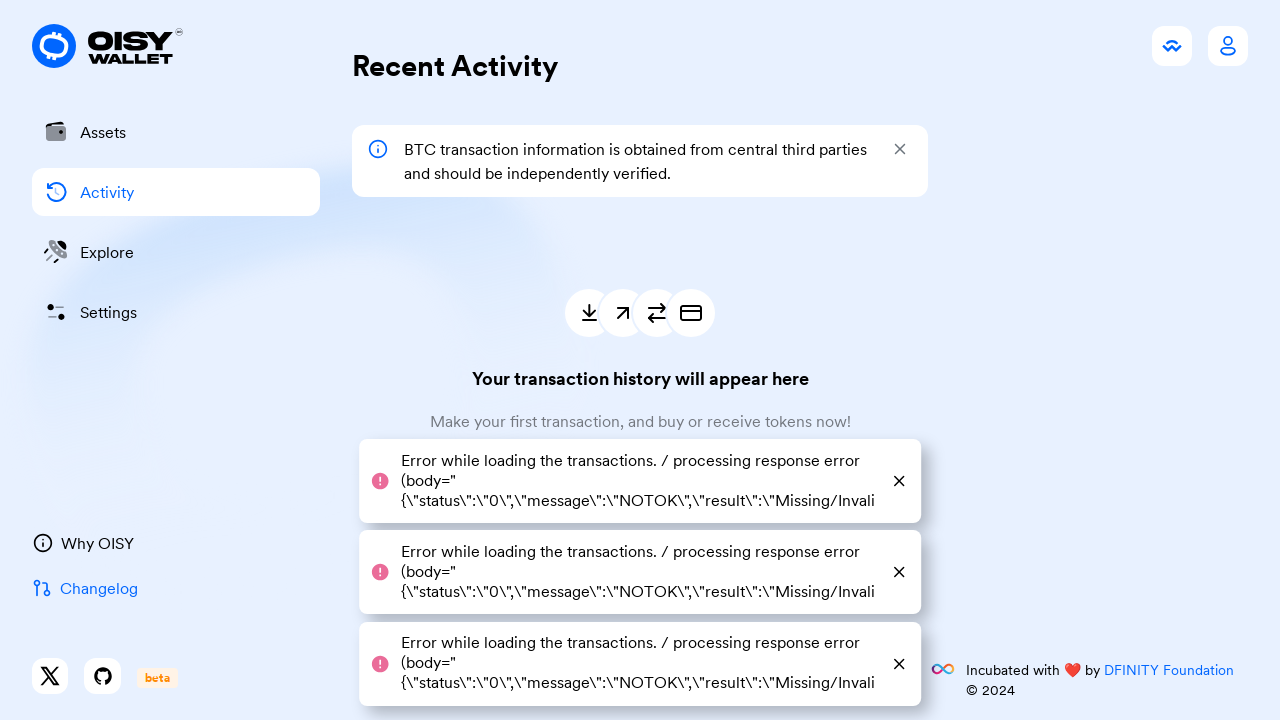 OISY
WALLET
Recent Activity
Assets
Activity
Explore
Settings
BTC transaction information is obtained from central third parties
and should be independently verified.
Your transaction history will appear here
Make your first transaction, and buy or receive tokens now!
Error while loading the transactions. / processing response error
(body="
{\"status\":\"0\",\"message\":\"NOTOK\",\"result\":\"Missing/Invali
Error while loading the transactions. / processing response error
(body="
{\"status\":\"0\",\"message\":\"NOTOK\",\"result\":\"Missing/Invali
Error while loading the transactions. / processing response error
(body="
{\"status\":\"0\",\"message\":\"NOTOK\",\"result\":\"Missing/Invali
Why OISY
Changelog
beta
Incubated with ❤️ by DFINITY Foundation
© 2024